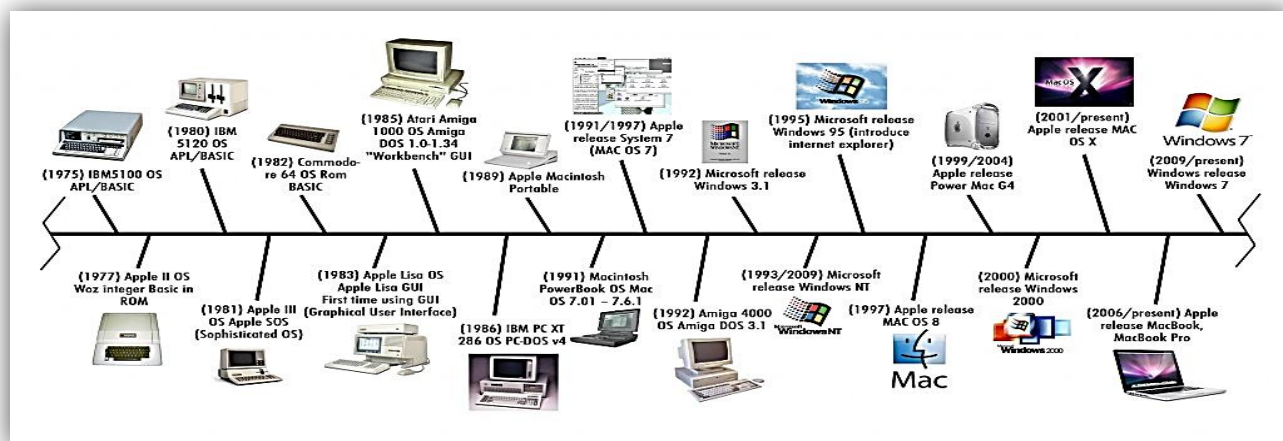 (1975) IBM5100 OS
APL/BASIC
(1980) IBM
5120 OS
APL/BASIC
(1982) Commodo-
re 64 OS Rom
BASIC
(1985) Atari Amiga
1000 OS Amiga
DOS 1.0-1.34
"Workbench" GUI
(1989) Apple Macintosh
Portable
(1991/1997) Apple
release System 7
(MAC OS 7)
(1992) Microsoft release
Windows 3.1
Windows 95
(1995) Microsoft release
Windows 95 (introduce
internet explorer)
(1999/2004)
Apple release
Power Mac G4
Mac OS X
(2001/present)
Apple release MAC
OS X
Windows 7
(2009/present)
Windows release
Windows 7
(1977) Apple II OS
Woz integer Basic in
ROM
(1981) Apple III
OS Apple SOS
(Sophisticated OS)
(1983) Apple Lisa OS
Apple Lisa GUI
First time using GUI
(Graphical User Interface)
(1986) IBM PC XT
286 OS PC-DOS v4
(1991) Macintosh
PowerBook OS Mac
OS 7.01 – 7.6.1
(1992) Amiga 4000
OS Amiga DOS 3.1
(1993/2009) Microsoft
release Windows NT
Microsoft
WindowsNT
(1997) Apple release
MAC OS 8
Mac
(2000) Microsoft
release Windows
2000
Windows 2000
(2006/present) Apple
release MacBook,
MacBook Pro